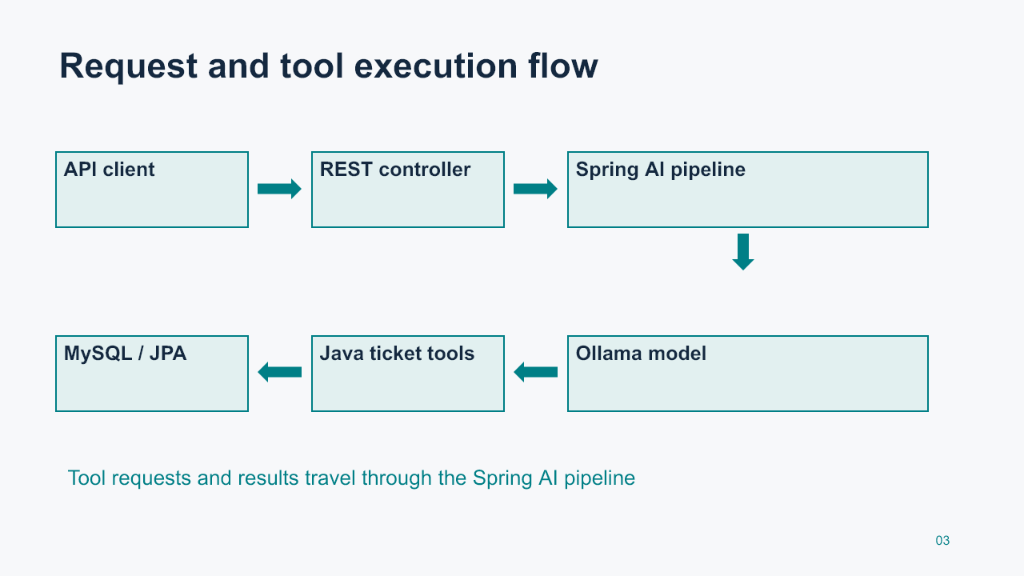 Request and tool execution flow
API client
REST controller
Spring AI pipeline
MySQL / JPA
Java ticket tools
Ollama model
Tool requests and results travel through the Spring AI pipeline
03